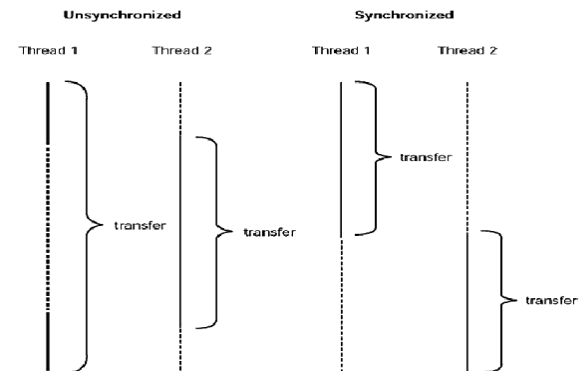 Unsynchronized Synchronized
Thread 1 Thread 2 Thread 1 Thread 2
transfer
transfer
transfer
transfer